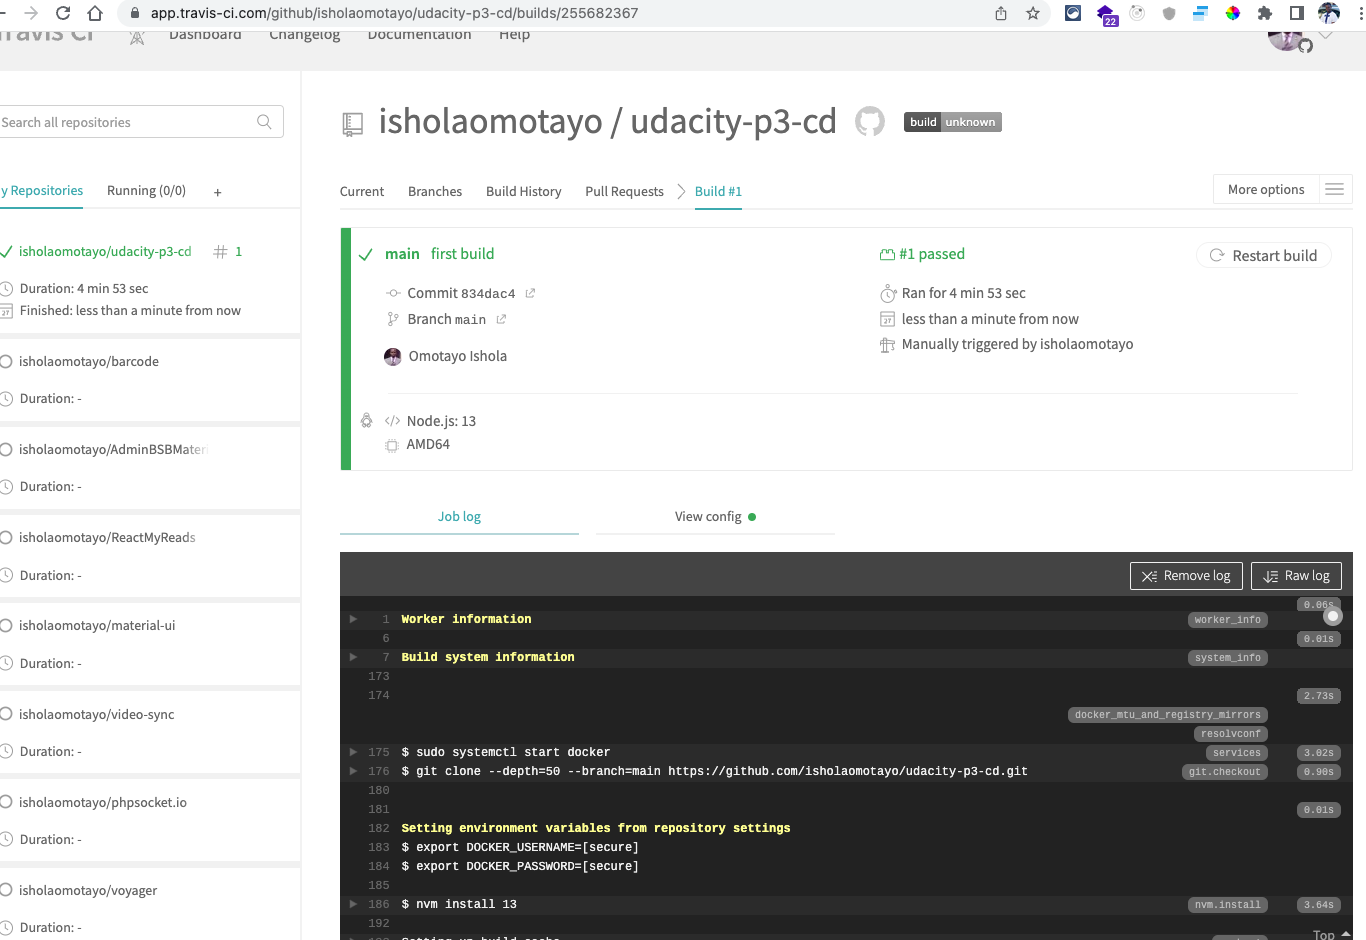 app.travis-ci.com/github/isholaomotayo/udacity-p3-cd/builds/255682367
22
Travis CI
Dashboard
Changelog
Documentation
Help
Search all repositories
y Repositories
Running (0/0)
+
isholaomotayo/udacity-p3-cd
# 1
Duration: 4 min 53 sec
Finished: less than a minute from now
isholaomotayo/barcode
Duration: -
isholaomotayo/AdminBSBMateri
Duration: -
isholaomotayo/ReactMyReads
Duration: -
isholaomotayo/material-ui
Duration: -
isholaomotayo/video-sync
Duration: -
isholaomotayo/phpsocket.io
Duration: -
isholaomotayo/voyager
Duration: -
isholaomotayo / udacity-p3-cd
build unknown
Current
Branches
Build History
Pull Requests
Build #1
More options
main first build
#1 passed
Restart build
Commit 834dac4
Ran for 4 min 53 sec
Branch main
less than a minute from now
Manually triggered by isholaomotayo
Omotayo Ishola
Node.js: 13
AMD64
Job log
View config
Remove log
Raw log
0.06s
1 Worker information worker_info
6 0.01s
7 Build system information system_info
173
174 2.73s
docker_mtu_and_registry_mirrors
resolvconf
175 $ sudo systemctl start docker services 3.02s
176 $ git clone --depth=50 --branch=main https://github.com/isholaomotayo/udacity-p3-cd.git git.checkout 0.90s
180
181 0.01s
182 Setting environment variables from repository settings
183 $ export DOCKER_USERNAME=[secure]
184 $ export DOCKER_PASSWORD=[secure]
185
186 $ nvm install 13 nvm.install 3.64s
192
Setting up build cache
Top